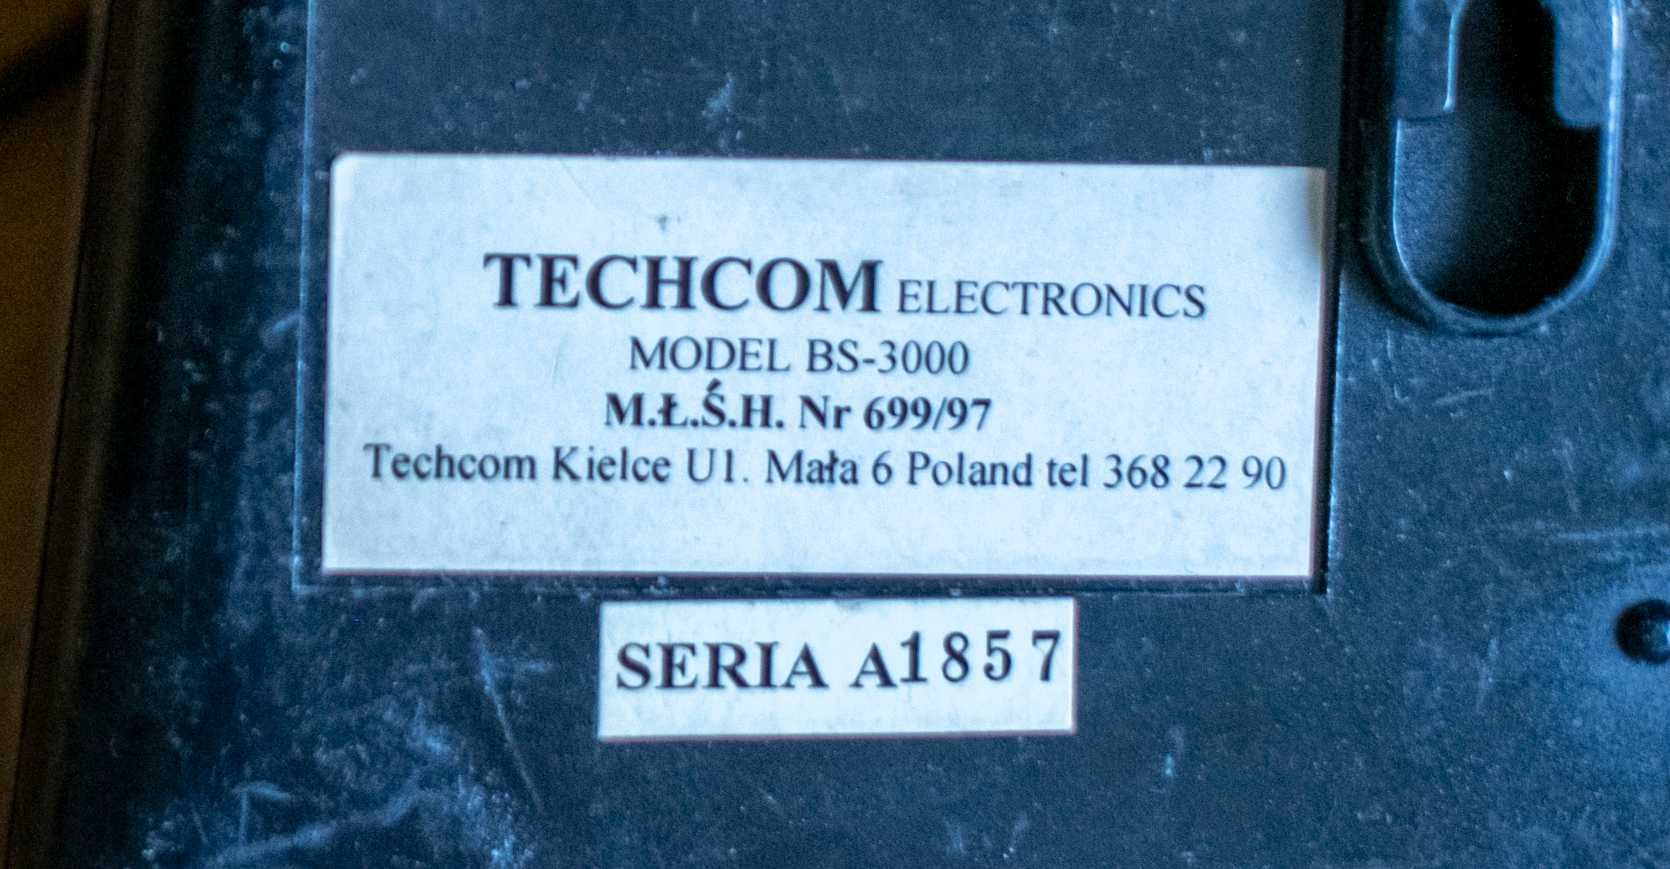 TECHCOM ELECTRONICS
MODEL BS-3000
M.Ł.Ś.H. Nr 699/97
Techcom Kielce U1. Mała 6 Poland tel 368 22 90
SERIA A1857